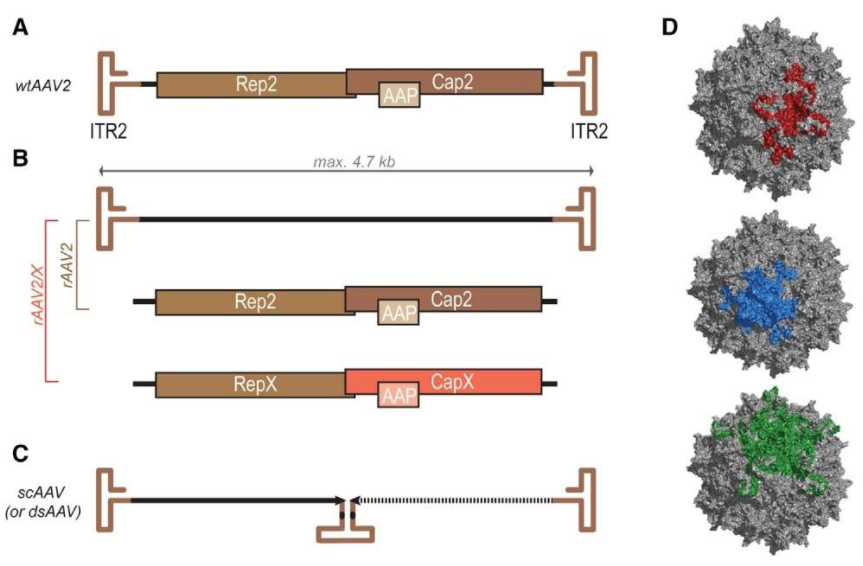 A
D
wtAAV2
Rep2
Cap2
AAP
ITR2
ITR2
B
max. 4.7 kb
rAAV2/X
rAAV2
Rep2
Cap2
AAP
RepX
CapX
AAP
C
scAAV
(or dsAAV)